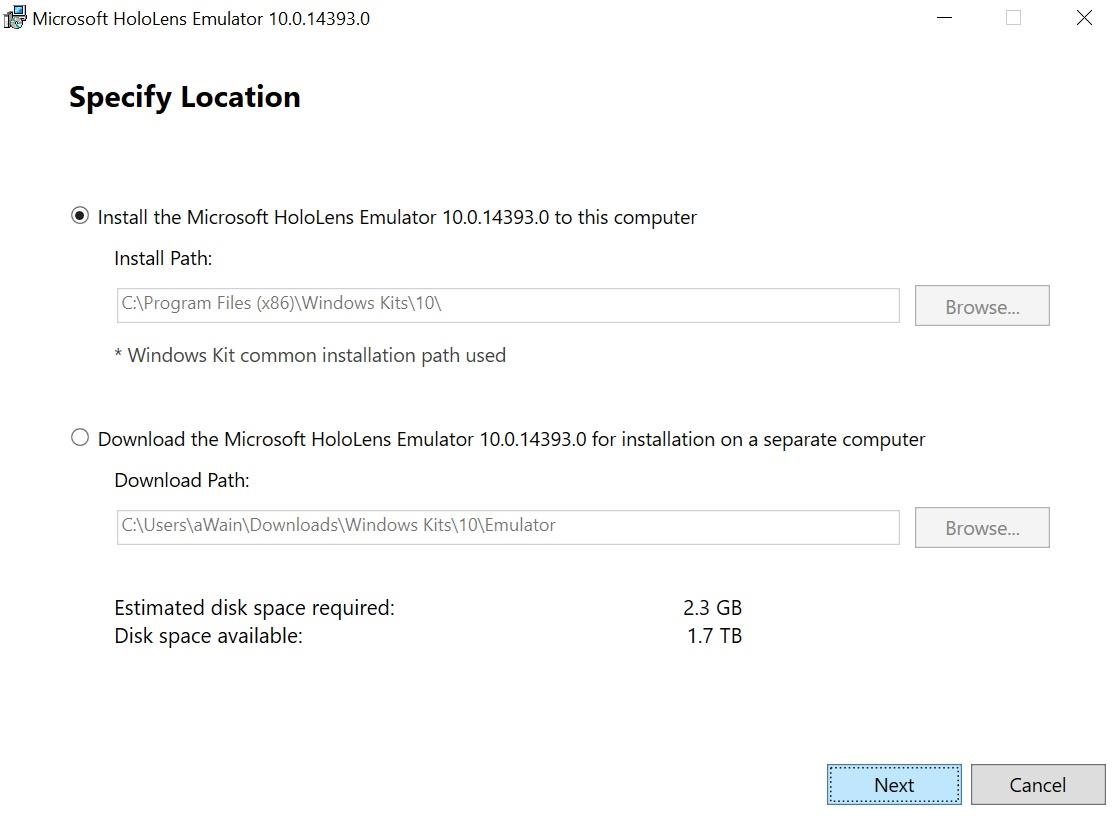 Microsoft HoloLens Emulator 10.0.14393.0
Specify Location
Install the Microsoft HoloLens Emulator 10.0.14393.0 to this computer
Install Path:
C:\Program Files (x86)\Windows Kits\10\
Browse...
* Windows Kit common installation path used
Download the Microsoft HoloLens Emulator 10.0.14393.0 for installation on a separate computer
Download Path:
C:\Users\aWain\Downloads\Windows Kits\10\Emulator
Browse...
Estimated disk space required: 2.3 GB
Disk space available: 1.7 TB
Next Cancel